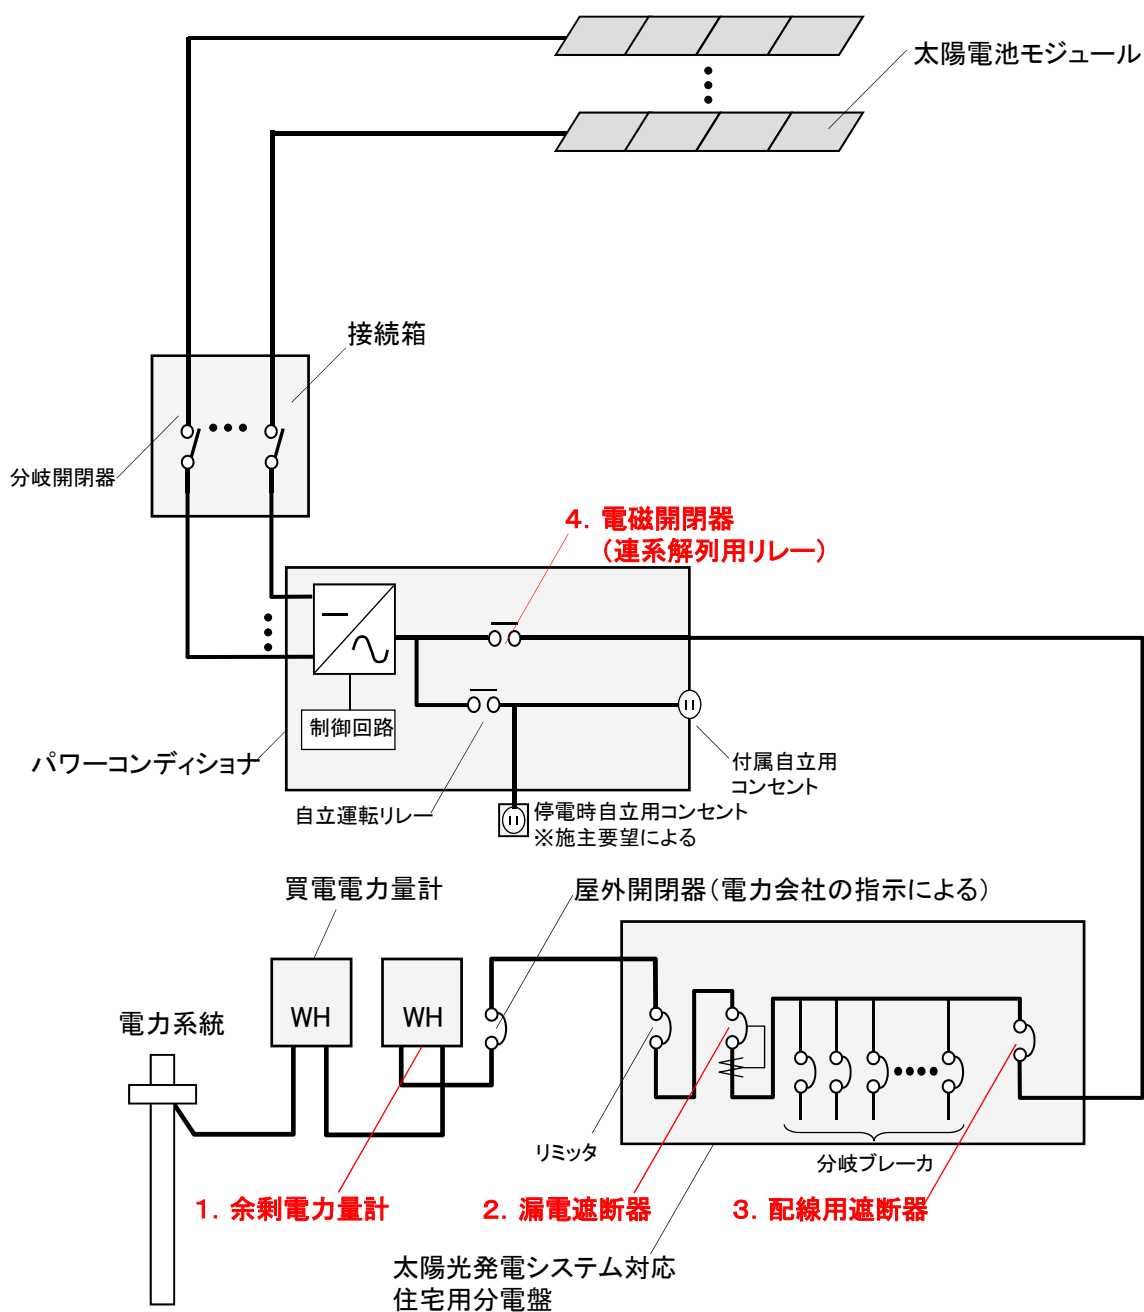 太陽電池モジュール
接続箱
分岐開閉器
4. 電磁開閉器
（連系解列用リレー）
制御回路
パワーコンディショナ
付属自立用
コンセント
自立運転リレー
停電時自立用コンセント
※施主要望による
買電電力量計
屋外開閉器（電力会社の指示による）
WH
WH
電力系統
リミッタ
分岐ブレーカ
1. 余剰電力量計
2. 漏電遮断器
3. 配線用遮断器
太陽光発電システム対応
住宅用分電盤